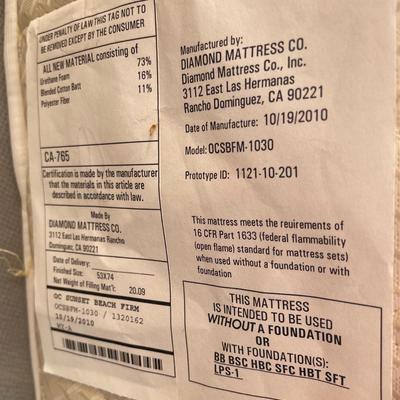 UNDER PENALTY OF LAW THIS TAG NOT TO
BE REMOVED EXCEPT BY THE CONSUMER
ALL NEW MATERIAL consisting of
Urethane Foam 73%
Blended Cotton Batt 16%
Polyester Fiber 11%
CA-765
Certification is made by the manufacturer
that the materials in this article are
described in accordance with law.
Made By
DIAMOND MATTRESS CO.
3112 East Las Hermanas Rancho
Dominguez, CA 90221
Date of Delivery:
Finished Size: 53X74
Net Weight of Filling Mat'l: 20.09
OC SUNSET BEACH FIRM
OCSBFM-1030 / 1320162
10/19/2010
Manufactured by:
DIAMOND MATTRESS CO.
Diamond Mattress Co., Inc.
3112 East Las Hermanas
Rancho Dominguez, CA 90221
Date of Manufacture: 10/19/2010
Model: OCSBFM-1030
Prototype ID: 1121-10-201
This mattress meets the reuirements of
16 CFR Part 1633 (federal flammability
(open flame) standard for mattress sets)
when used without a foundation or with
foundation
THIS MATTRESS
IS INTENDED TO BE USED
WITHOUT A FOUNDATION
OR
WITH FOUNDATION(S):
BB BSC HBC SFC HBT SFT
LPS-1